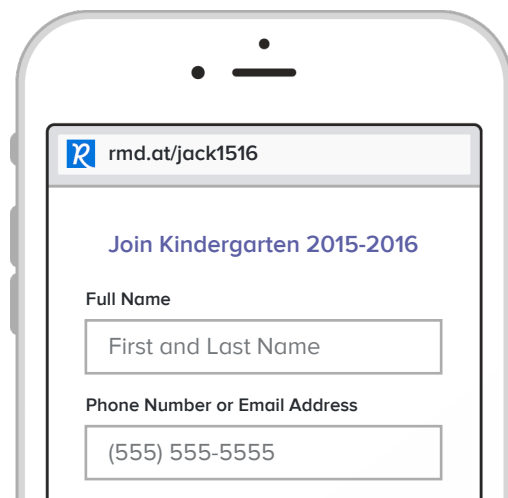 rmd.at/jack1516
Join Kindergarten 2015-2016
Full Name
First and Last Name
Phone Number or Email Address
(555) 555-5555